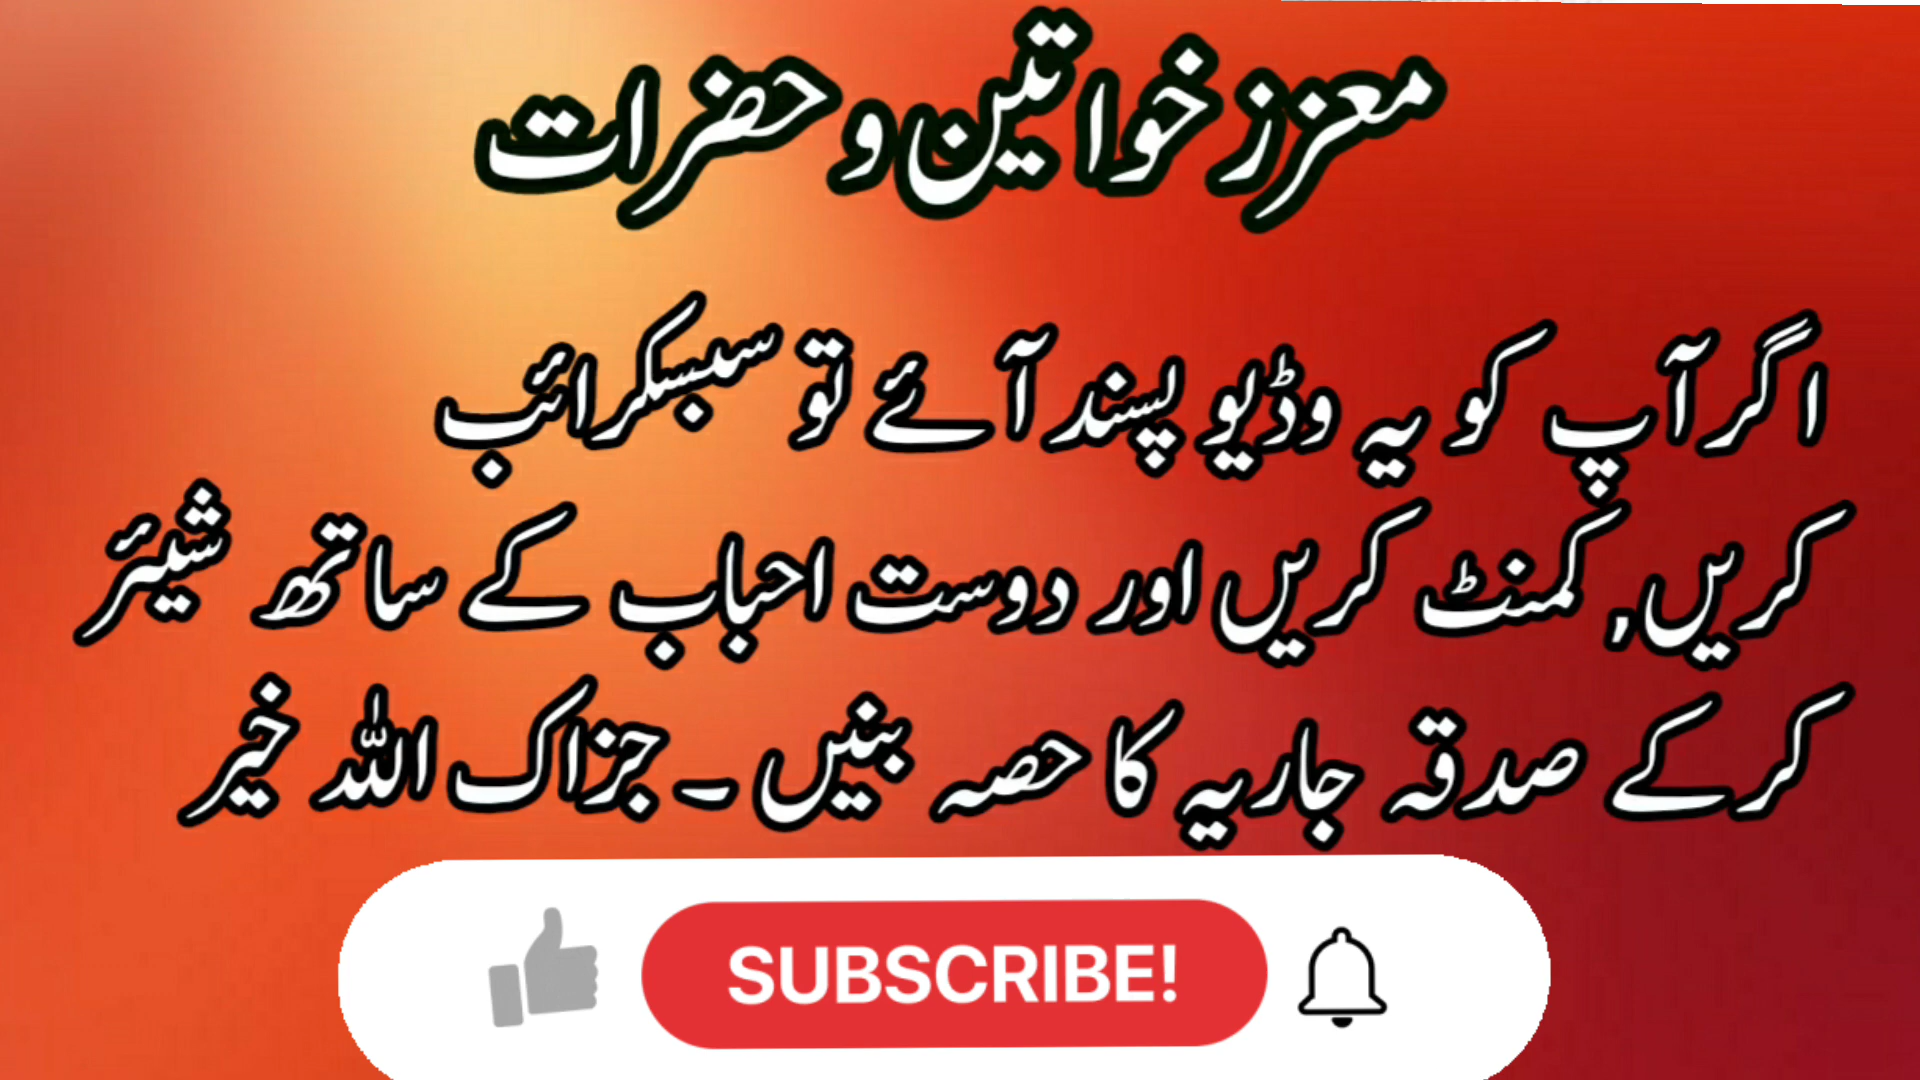 معزز خواتین و حضرات
اگر آپ کو یہ وڈیو پسند آئے تو سبسکرائب
کریں, کمنٹ کریں اور دوست احباب کے ساتھ شیئر
کرکے صدقہ جاریہ کا حصہ بنیں ۔ جزاک اللہ خیر
SUBSCRIBE!